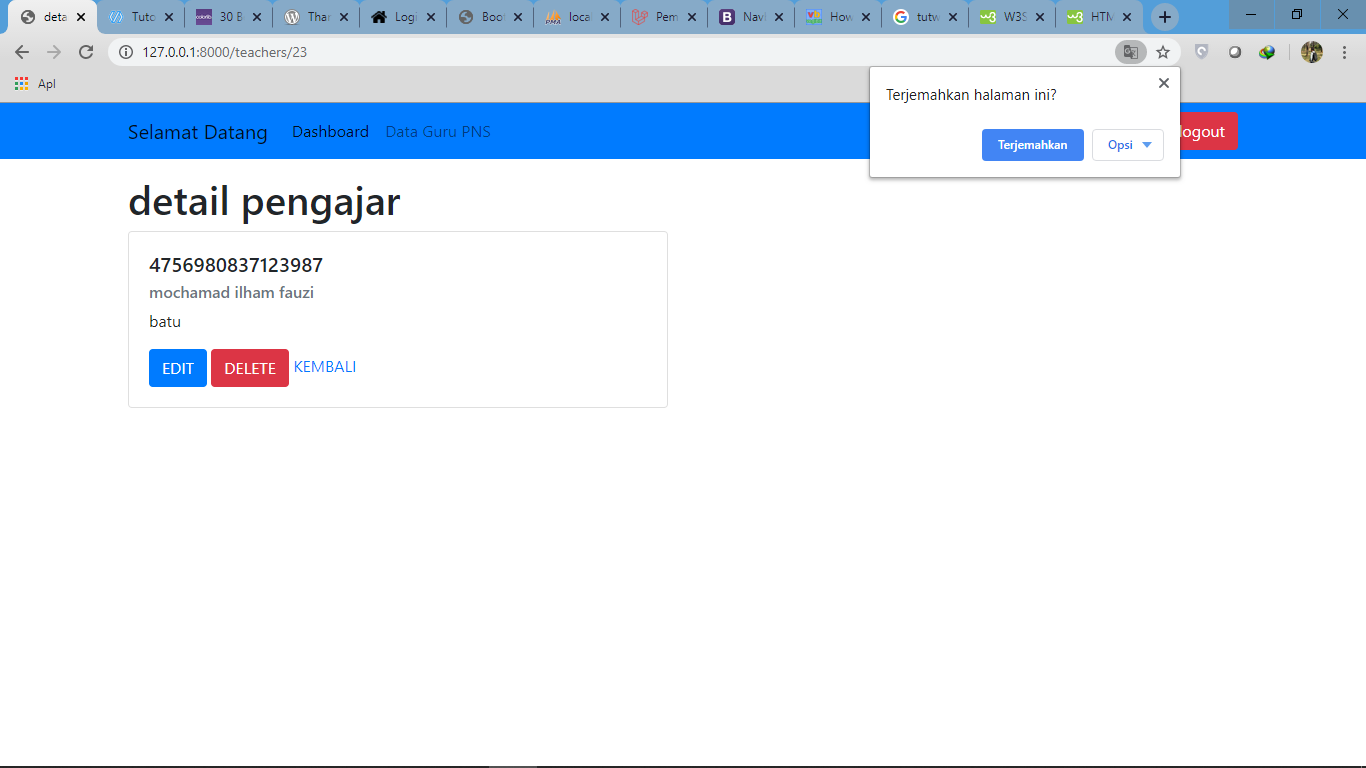 deta
Tuto
30 B
Thar
Logi
Boot
local
Pem
Navl
How
tutw
W3S
HTM
127.0.0.1:8000/teachers/23
Apl
Terjemahkan halaman ini?
Terjemahkan Opsi
Selamat Datang Dashboard Data Guru PNS logout
detail pengajar
4756980837123987
mochamad ilham fauzi
batu
EDIT DELETE KEMBALI